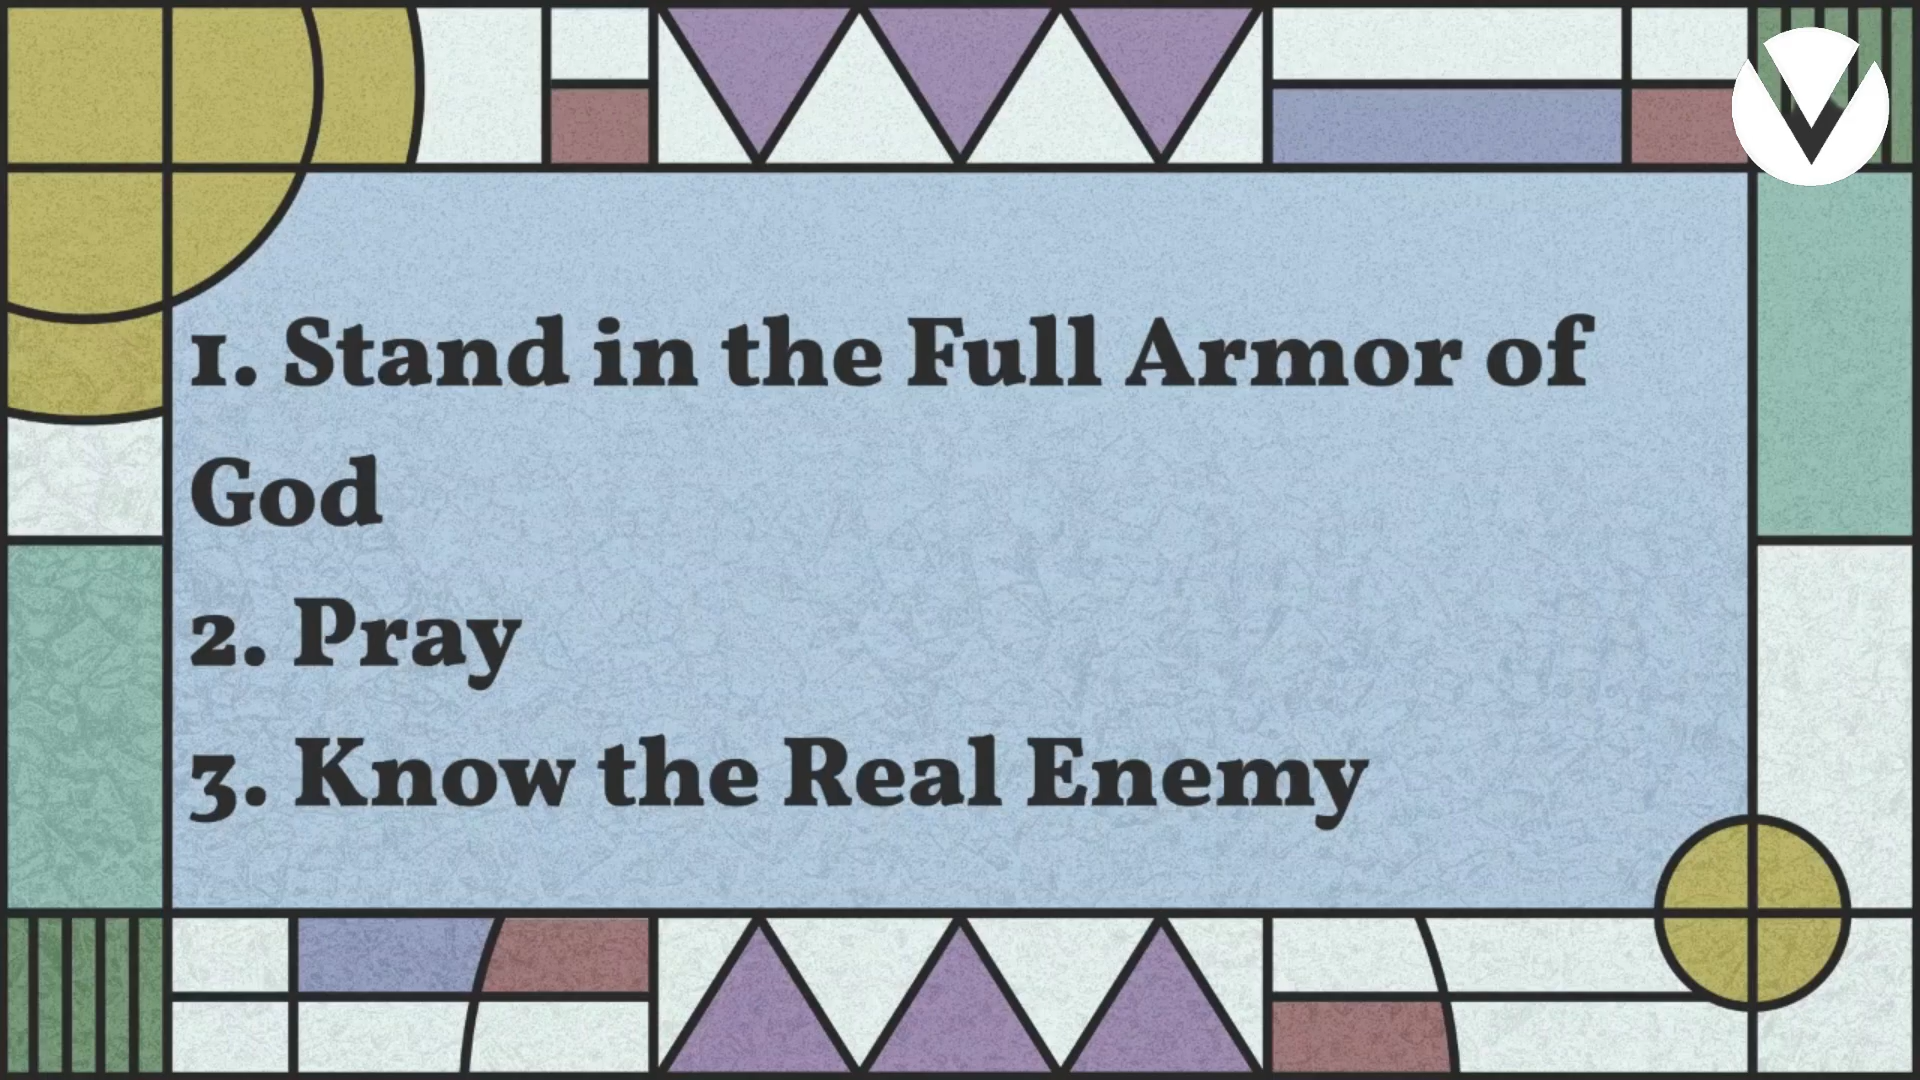 1. Stand in the Full Armor of
God
2. Pray
3. Know the Real Enemy